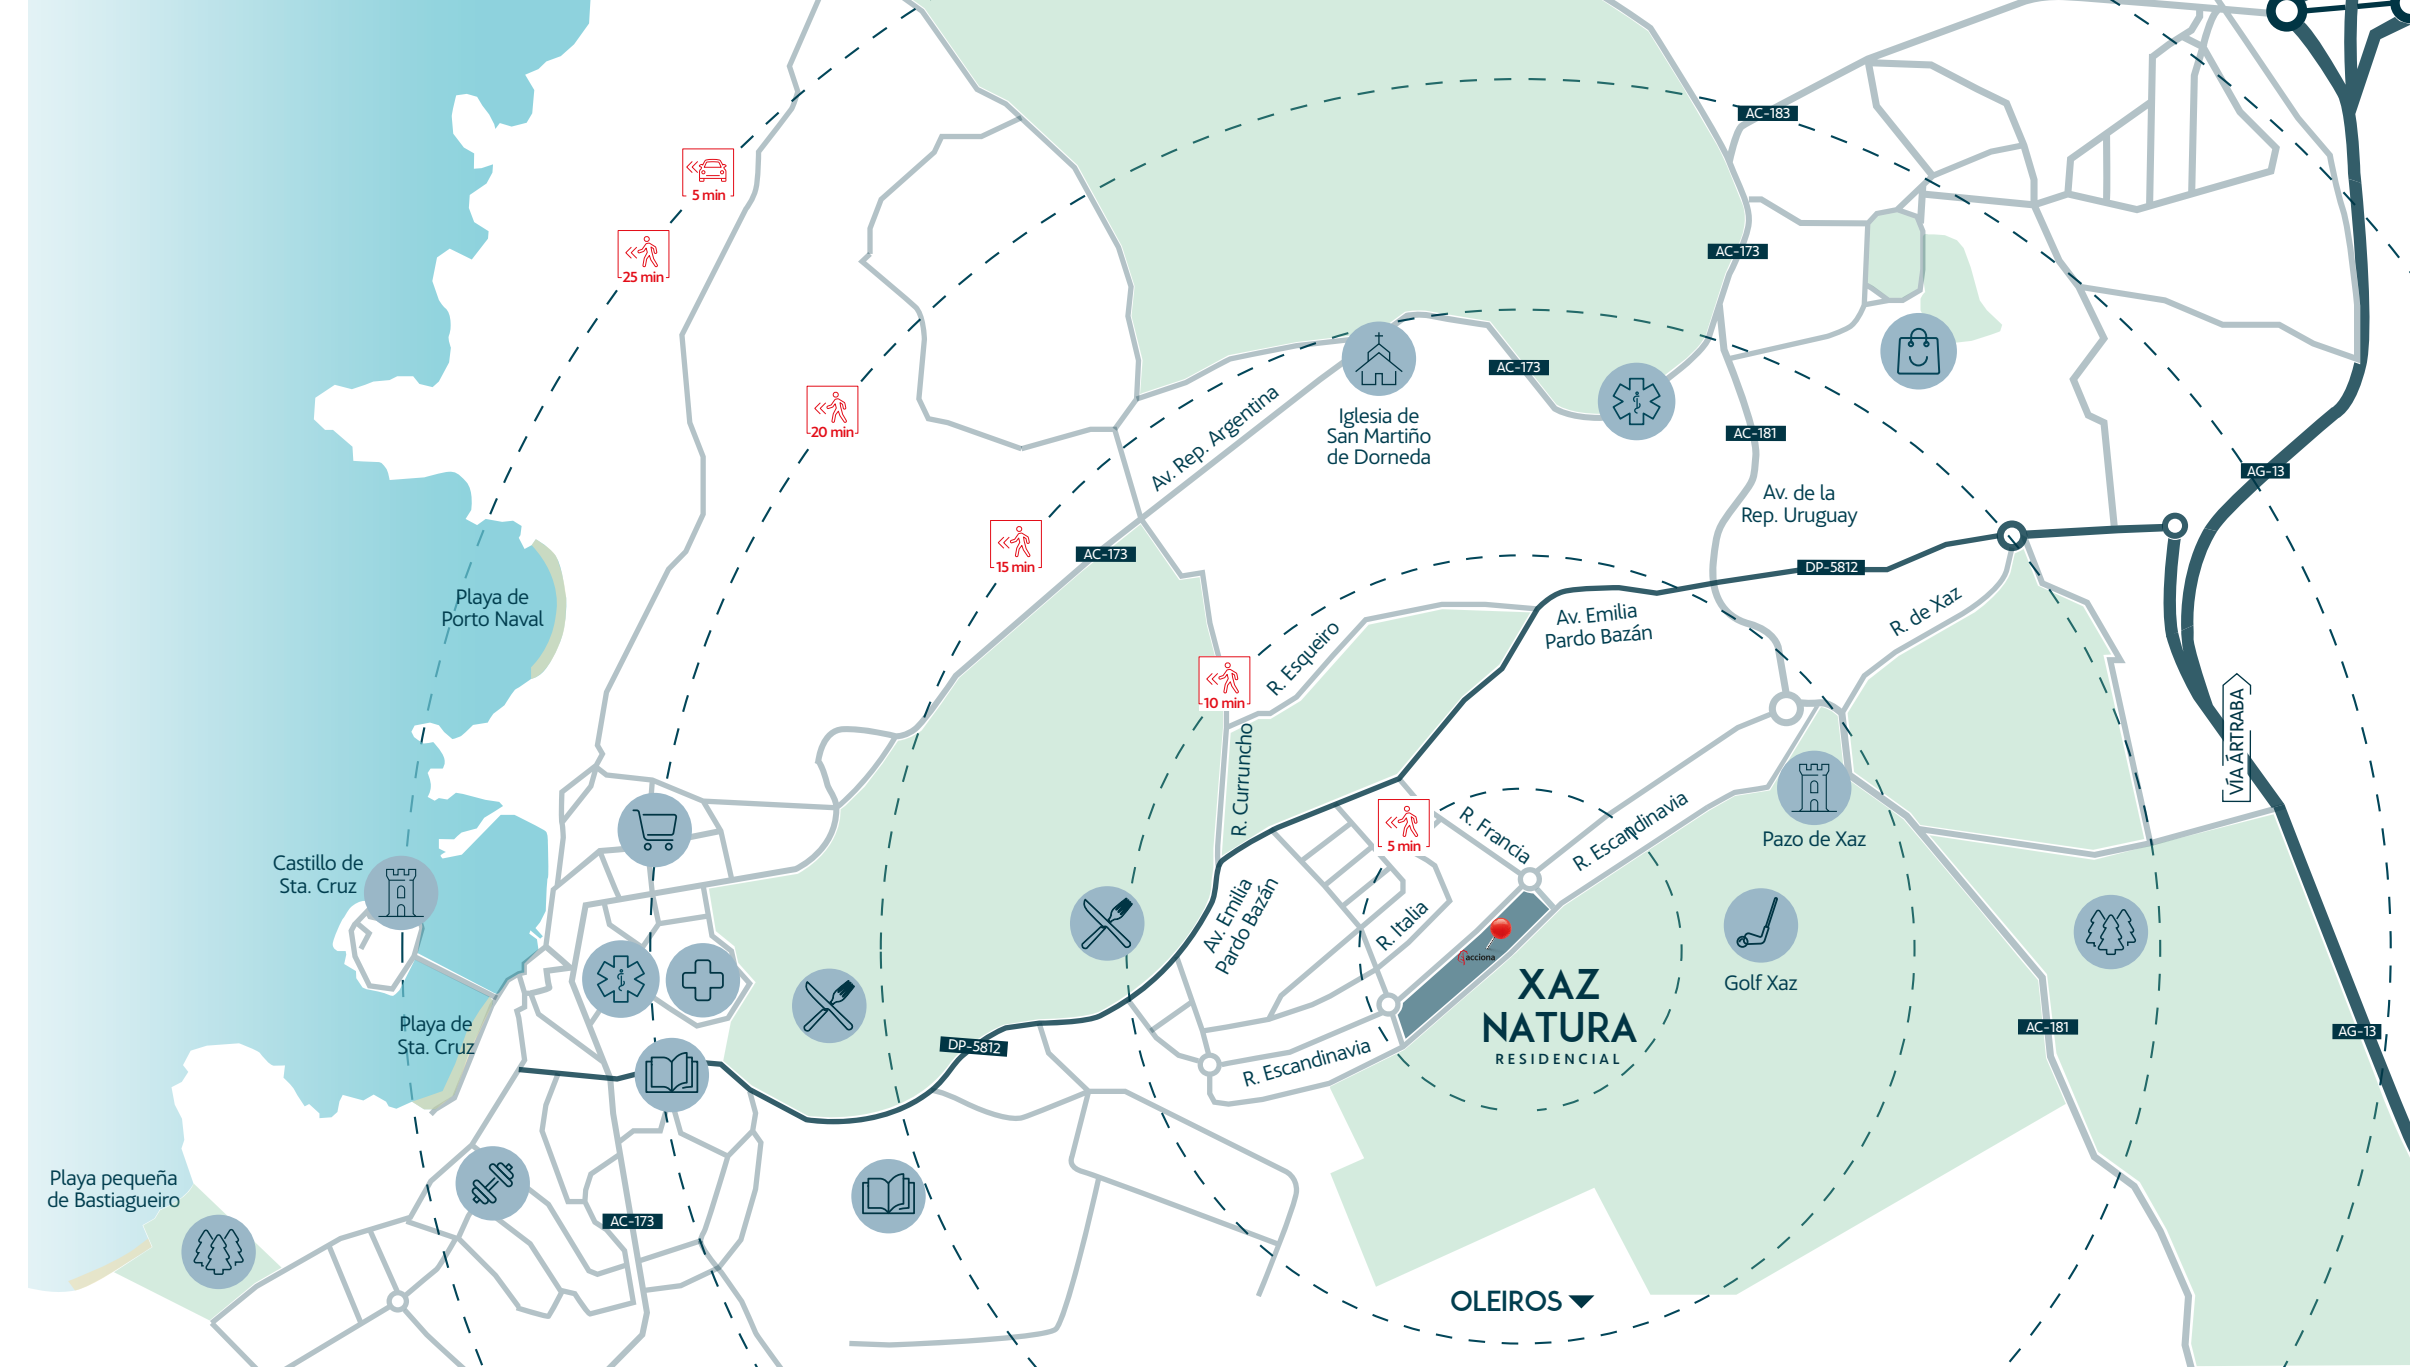 AC-183
5 min
AC-173
25 min
Iglesia de
San Martiño
de Dorneda
AC-173
20 min
Av. Rep. Argentina
AC-181
AG-13
Av. de la
Rep. Uruguay
15 min
AC-173
DP-5812
Playa de
Porto Naval
R. de Xaz
Av. Emilia
Pardo Bazán
R. Esqueiro
10 min
R. Curruncho
VÍA ÁRTRABA
5 min
R. Francia
R. Escandinavia
Pazo de Xaz
Castillo de
Sta. Cruz
Av. Emilia
Pardo Bazán
R. Italia
acciona
XAZ
NATURA
RESIDENCIAL
Golf Xaz
Playa de
Sta. Cruz
DP-5812
R. Escandinavia
AC-181
AG-13
Playa pequeña
de Bastiagueiro
AC-173
OLEIROS